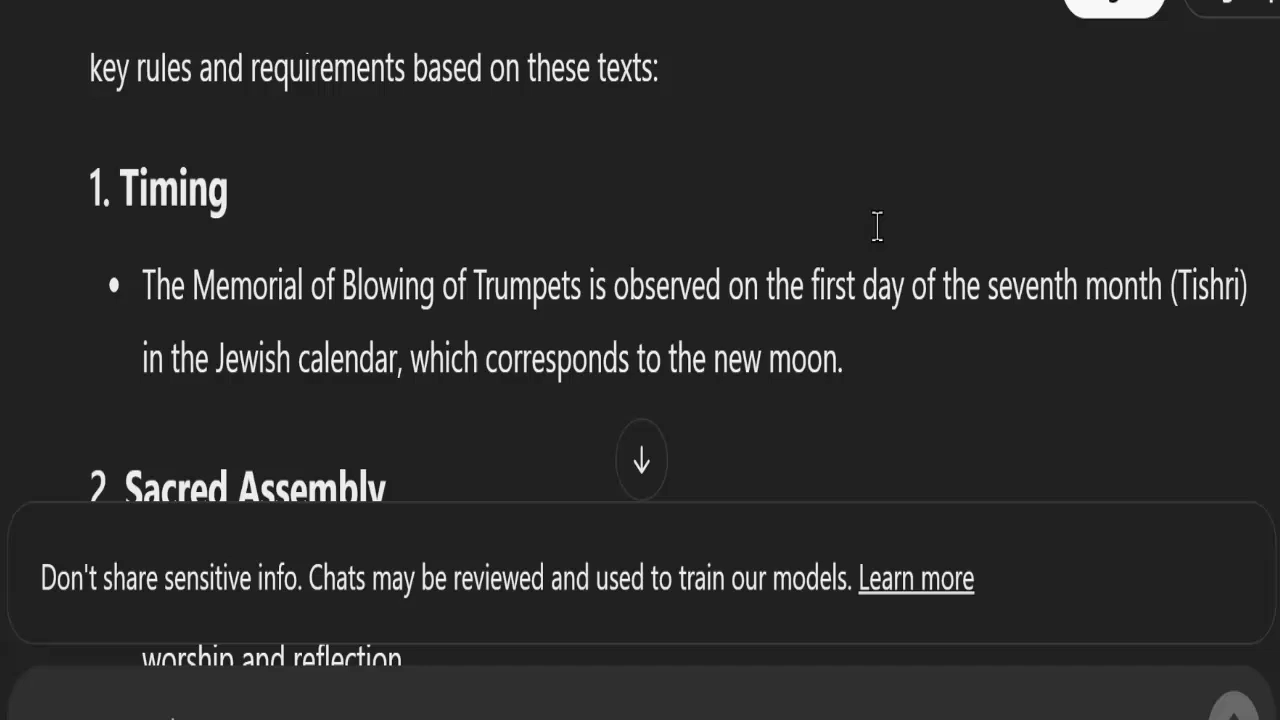 key rules and requirements based on these texts:
1. Timing
• The Memorial of Blowing of Trumpets is observed on the first day of the seventh month (Tishri)
in the Jewish calendar, which corresponds to the new moon.
2. Sacred Assembly
Don't share sensitive info. Chats may be reviewed and used to train our models. Learn more
worship and reflection